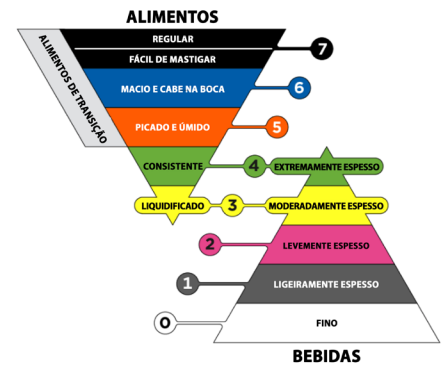 ALIMENTOS
REGULAR
7
FÁCIL DE MASTIGAR
ALIMENTOS DE TRANSIÇÃO
MACIO E CABE NA BOCA
6
PICADO E ÚMIDO
5
CONSISTENTE
4
EXTREMAMENTE ESPESSO
LIQUIDIFICADO
3
MODERADAMENTE ESPESSO
2
LEVEMENTE ESPESSO
1
LIGEIRAMENTE ESPESSO
0
FINO
BEBIDAS